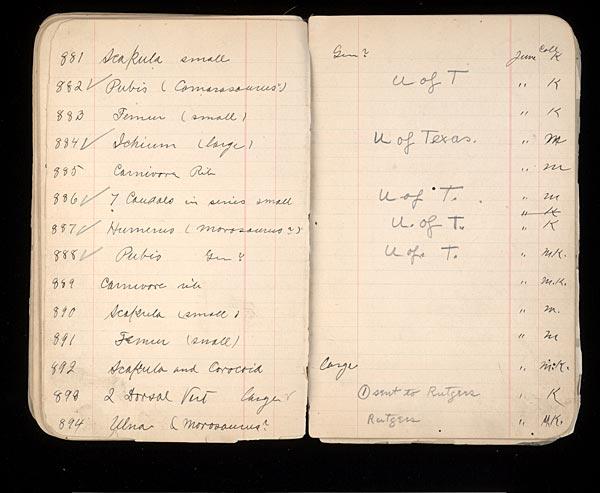 Coll.
881 Scapula small Gen? June K
882 ✓ Pubis (Camarasaurus?) U of T " K
883 Femur (small) " K
884 ✓ Ischium (large) U of Texas. " M
885 Carnivora Rib " M
886 ✓ 7 Caudals in series small U of T. " M
" K
887 ✓ Humerus (Morosaurus?) U. of T. " K
888 ✓ Pubis Gen? U of T. " M.K.
889 Carnivore rib " M.K.
890 Scapula (small) " M.
891 Femur (small) " M
892 Scapula and Corocoid large " M.K.
893 2 Dorsal Vert large ① sent to Rutgers " K
894 Ulna (Morosaurus? Rutgers " M.K.